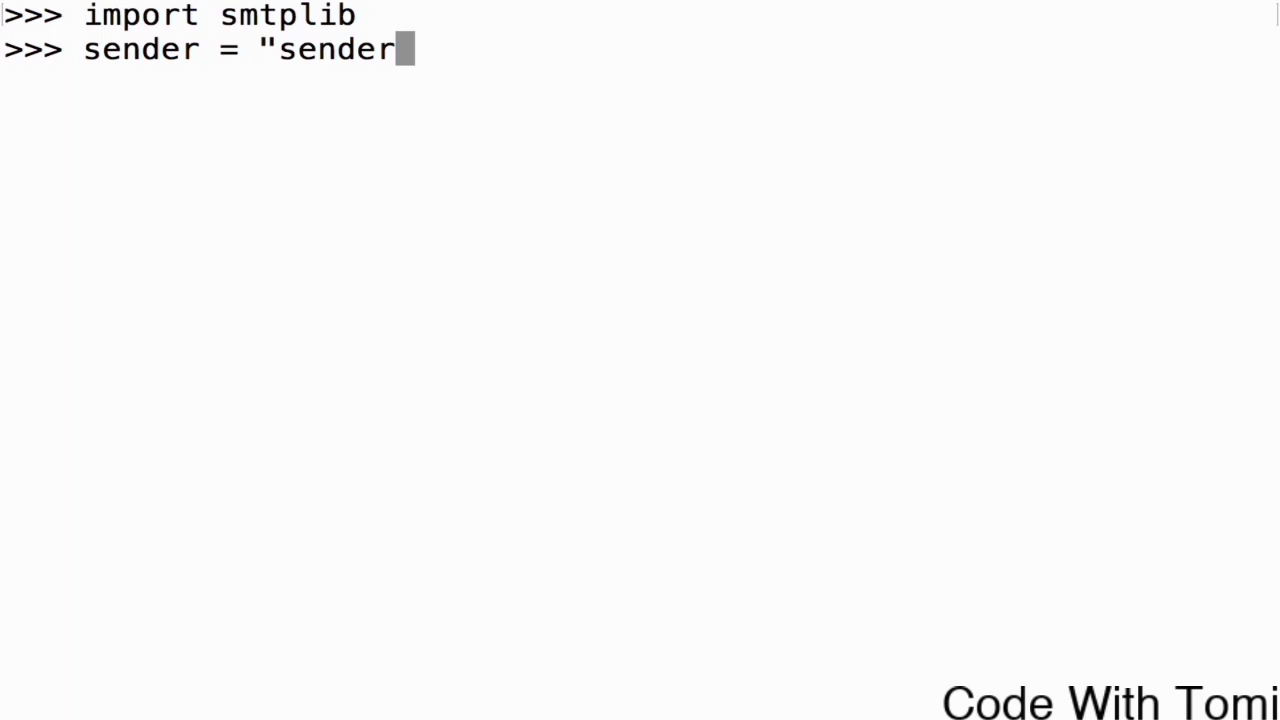 >>> import smtplib
>>> sender = "sender
Code With Tomi